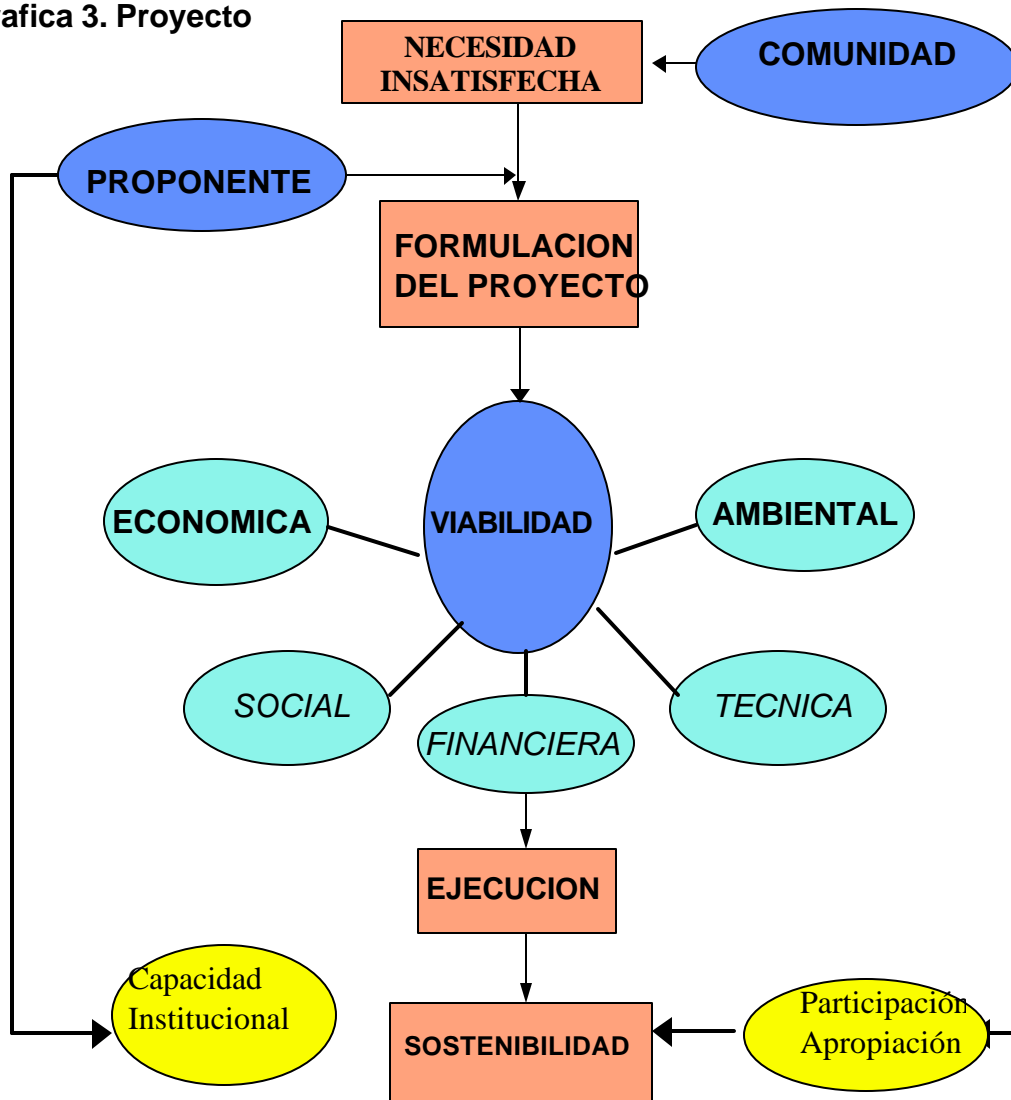 afica 3. Proyecto
NECESIDAD
INSATISFECHA
COMUNIDAD
PROPONENTE
FORMULACION
DEL PROYECTO
ECONOMICA
VIABILIDAD
AMBIENTAL
SOCIAL
FINANCIERA
TECNICA
EJECUCION
Capacidad
Institucional
SOSTENIBILIDAD
Participación
Apropiación